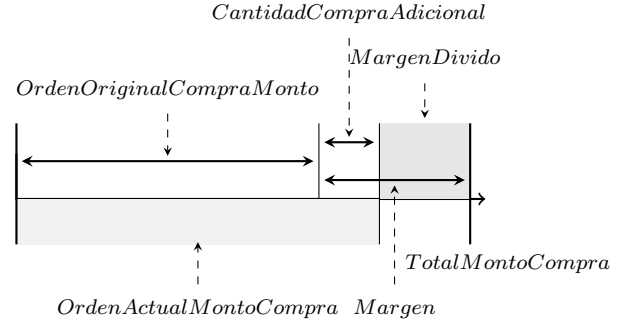 CantidadCompraAdicional
MargenDivido
OrdenOriginalCompraMonto
TotalMontoCompra
OrdenActualMontoCompra Margen